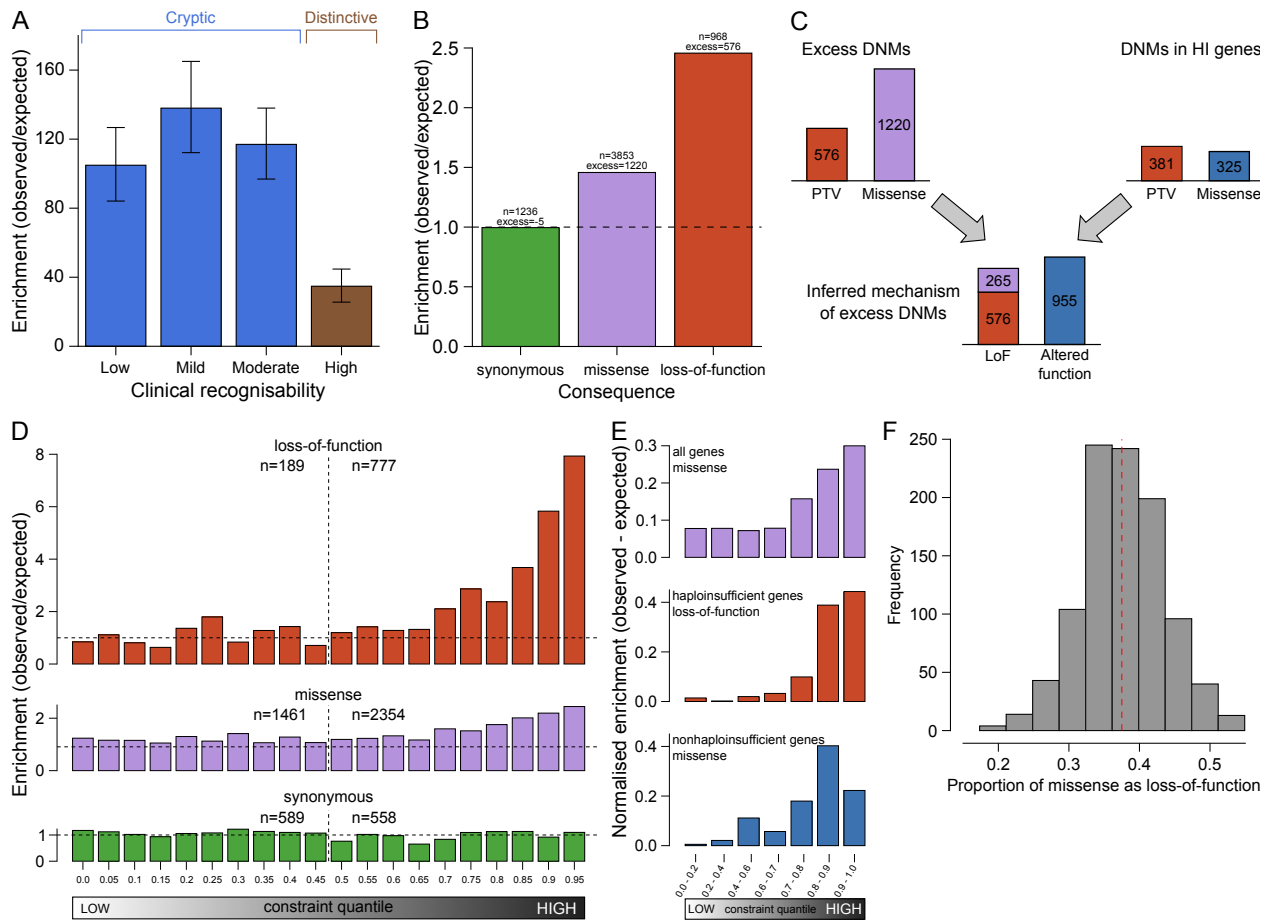 A
Cryptic
Distinctive
Enrichment (observed/expected)
160
120
80
40
0
Low
Mild
Moderate
High
Clinical recognisability
B
Enrichment (observed/expected)
2.5
2.0
1.5
1.0
0.5
0.0
n=968
excess=576
n=3853
excess=1220
n=1236
excess=-5
synonymous
missense
loss-of-function
Consequence
C
Excess DNMs
DNMs in HI genes
576
1220
PTV
Missense
381
325
PTV
Missense
Inferred mechanism
of excess DNMs
265
576
955
LoF
Altered
function
D
Enrichment (observed/expected)
loss-of-function
n=189
n=777
8
6
4
2
0
missense
n=1461
n=2354
2
0
synonymous
n=589
n=558
1
0
0.0 0.05 0.1 0.15 0.2 0.25 0.3 0.35 0.4 0.45 0.5 0.55 0.6 0.65 0.7 0.75 0.8 0.85 0.9 0.95
LOW constraint quantile HIGH
E
Normalised enrichment (observed - expected)
all genes
missense
0.3
0.2
0.1
0.0
haploinsufficient genes
loss-of-function
0.4
0.2
0.0
nonhaploinsufficient genes
missense
0.4
0.2
0.0
0.0 - 0.2
0.2 - 0.4
0.4 - 0.6
0.6 - 0.7
0.7 - 0.8
0.8 - 0.9
0.9 - 1.0
LOW constraint quantile HIGH
F
Frequency
250
200
150
100
50
0
0.2
0.3
0.4
0.5
Proportion of missense as loss-of-function